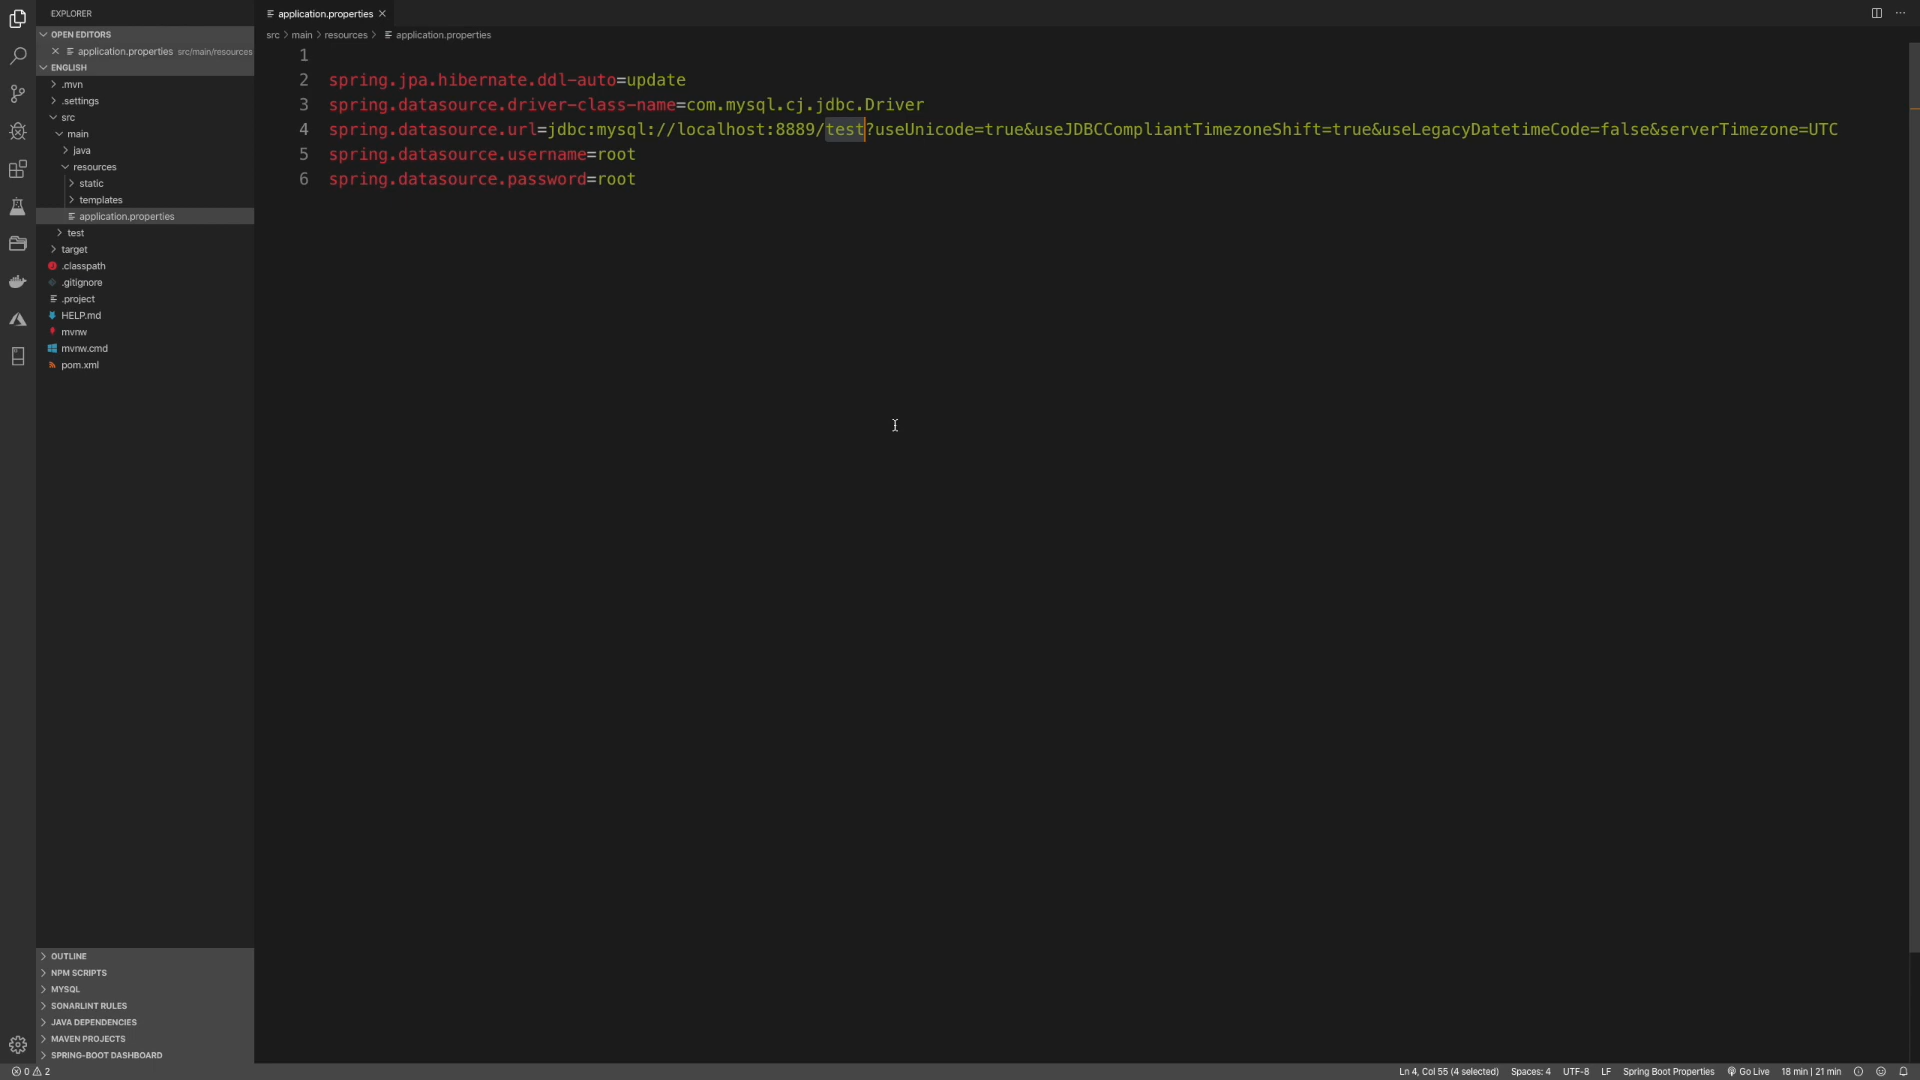 EXPLORER
application.properties
OPEN EDITORS
application.properties src/main/resources
src > main > resources > application.properties
ENGLISH
.mvn
.settings
src
main
java
resources
static
templates
application.properties
test
target
.classpath
.gitignore
.project
HELP.md
mvnw
mvnw.cmd
pom.xml
1
2 spring.jpa.hibernate.ddl-auto=update
3 spring.datasource.driver-class-name=com.mysql.cj.jdbc.Driver
4 spring.datasource.url=jdbc:mysql://localhost:8889/test?useUnicode=true&useJDBCCompliantTimezoneShift=true&useLegacyDatetimeCode=false&serverTimezone=UTC
5 spring.datasource.username=root
6 spring.datasource.password=root
OUTLINE
NPM SCRIPTS
MYSQL
SONARLINT RULES
JAVA DEPENDENCIES
MAVEN PROJECTS
SPRING-BOOT DASHBOARD
0 2
Ln 4, Col 55 (4 selected) Spaces: 4 UTF-8 LF Spring Boot Properties Go Live 18 min | 21 min